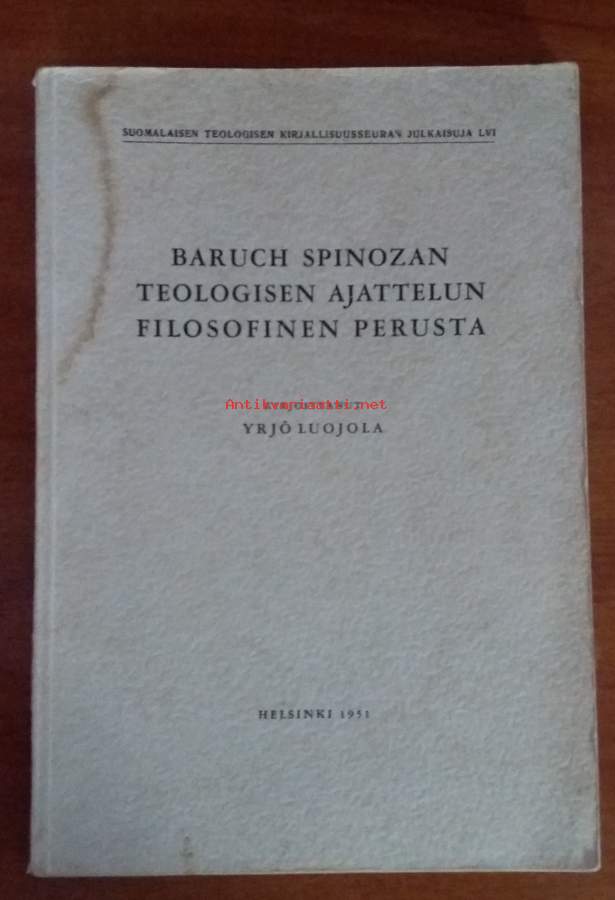 SUOMALAISEN TEOLOGISEN KIRJALLISUUSSEURAN JULKAISUJA LVI
BARUCH SPINOZAN
TEOLOGISEN AJATTELUN
FILOSOFINEN PERUSTA
Antikvariaatti.net
YRJÖ LUOJOLA
HELSINKI 1951